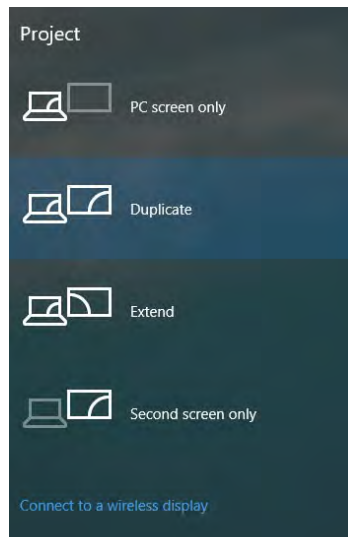 Project
PC screen only
Duplicate
Extend
Second screen only
Connect to a wireless display